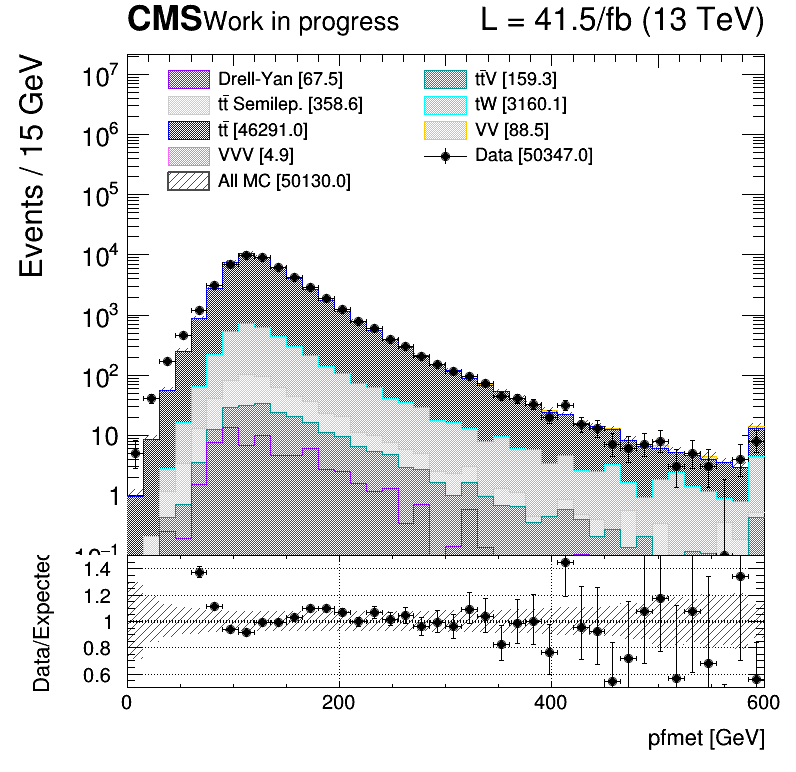 CMS Work in progress L = 41.5/fb (13 TeV)
Events / 15 GeV
Drell-Yan [67.5]
tt̄V [159.3]
tt̄ Semilep. [358.6]
tW [3160.1]
tt̄ [46291.0]
VV [88.5]
VVV [4.9]
Data [50347.0]
All MC [50130.0]
10⁷
10⁶
10⁵
10⁴
10³
10²
10
1
10⁻¹
Data/Expected
1.4
1.2
1
0.8
0.6
0 200 400 600
pfmet [GeV]